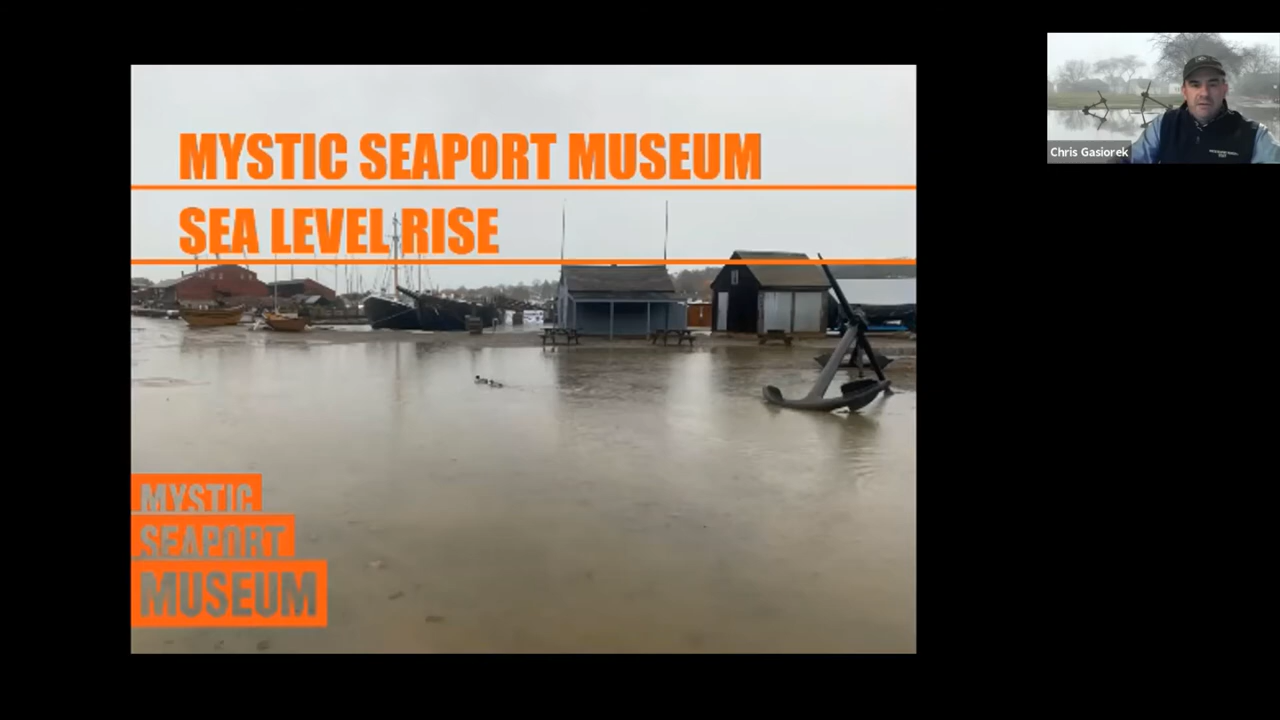 MYSTIC SEAPORT MUSEUM
SEA LEVEL RISE
MYSTIC
SEAPORT
MUSEUM
Chris Gasiorek